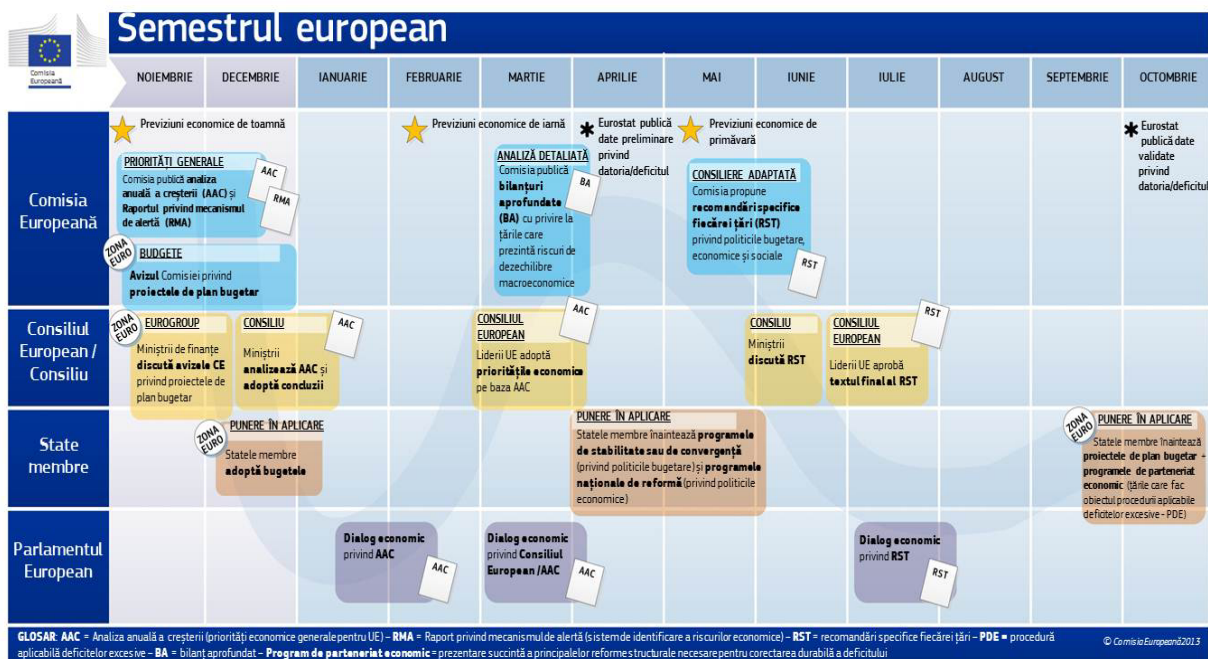 Semestrul european
Comisia
Europeană
NOIEMBRIE
DECEMBRIE
IANUARIE
FEBRUARIE
MARTIE
APRILIE
MAI
IUNIE
IULIE
AUGUST
SEPTEMBRIE
OCTOMBRIE
Comisia
Europeană
Previziuni economice de toamnă
PRIORITĂȚI GENERALE
Comisia publică analiza
anuală a creșterii (AAC) și
Raportul privind mecanismul
de alertă (RMA)
AAC
RMA
ZONA
EURO
BUDGETE
Avizul Comisiei privind
proiectele de plan bugetar
Previziuni economice de iarnă
ANALIZĂ DETALIATĂ
Comisia publică
bilanțuri
aprofundate
(BA) cu privire la
țările care
prezintă riscuri de
dezechilibre
macroeconomice
BA
Eurostat publică
date preliminare
privind
datoria/deficitul
Previziuni economice de
primăvară
CONSILIERE ADAPTATĂ
Comisia propune
recomandări specifice
fiecărei țări (RST)
privind politicile bugetare,
economice și sociale
RST
Eurostat
publică date
validate
privind
datoria/deficitul
Consiliul
European /
Consiliu
ZONA
EURO
EUROGROUP
Miniștrii de finanțe
discută avizele CE
privind proiectele de
plan bugetar
CONSILIU
Miniștrii
analizează AAC și
adoptă concluzii
AAC
CONSILIUL
EUROPEAN
Liderii UE adoptă
prioritățile economice
pe baza AAC
AAC
CONSILIU
Miniștrii
discută RST
CONSILIUL
EUROPEAN
Liderii UE aprobă
textul final al RST
RST
State
membre
ZONA
EURO
PUNERE ÎN APLICARE
Statele membre
adoptă bugetele
PUNERE ÎN APLICARE
Statele membre înaintează programele
de stabilitate sau de convergență
(privind politicile bugetare) și programele
naționale de reformă (privind politicile
economice)
ZONA
EURO
PUNERE ÎN APLICARE
Statele membre înaintează
proiectele de plan bugetar -
programele de parteneriat
economic (țările care fac
obiectul procedurii aplicabile
deficitelor excesive - PDE)
Parlamentul
European
Dialog economic
privind AAC
AAC
Dialog economic
privind Consiliul
European /AAC
AAC
Dialog economic
privind RST
RST
GLOSAR: AAC = Analiza anuală a creșterii (priorități economice generale pentru UE) – RMA = Raport privind mecanismul de alertă (sistem de identificare a riscurilor economice) – RST = recomandări specifice fiecărei țări – PDE = procedură
aplicabilă deficitelor excesive – BA = bilanț aprofundat – Program de parteneriat economic = prezentare succintă a principalelor reforme structurale necesare pentru corectarea durabilă a deficitului
© Comisia Europeană 2013